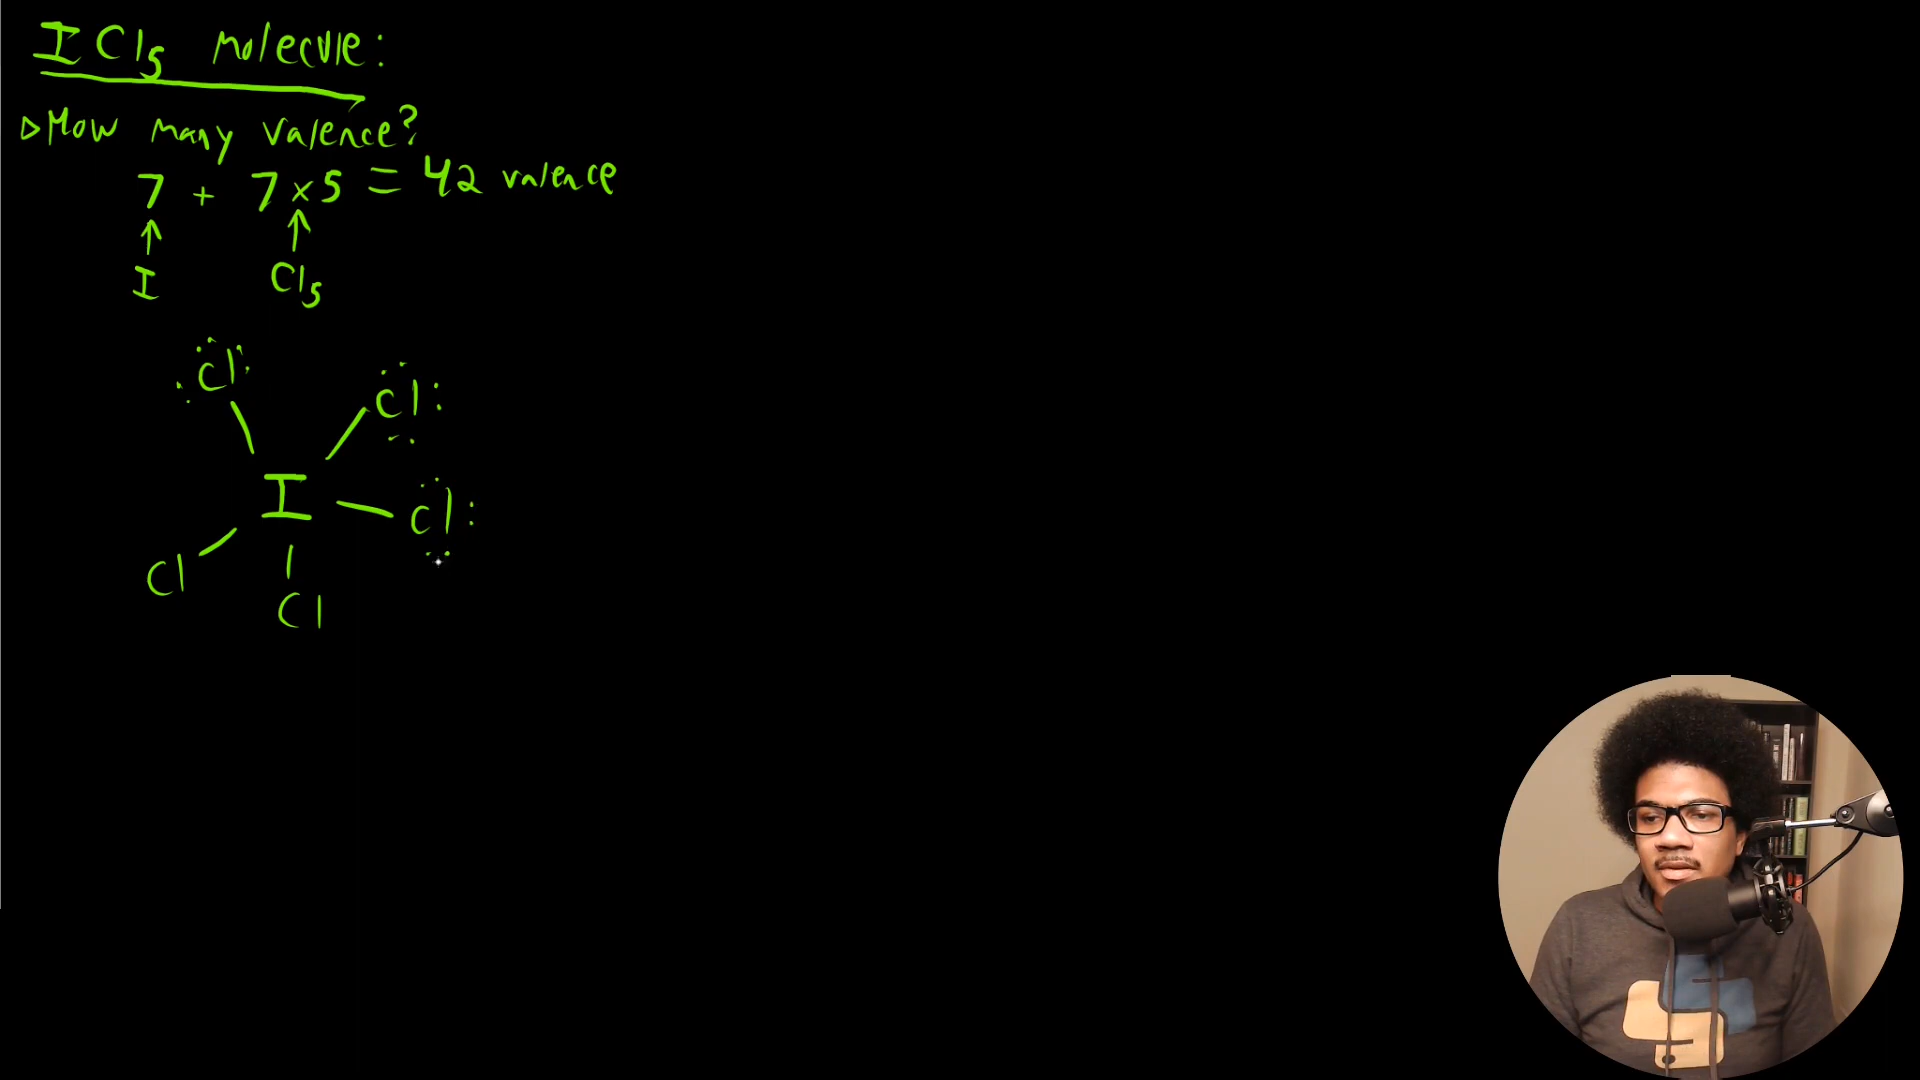 ICl₅ Molecule:
▷How many valence?
7 + 7 × 5 = 42 valence
↑ ↑
I Cl₅
Cl Cl
I Cl
Cl
Cl